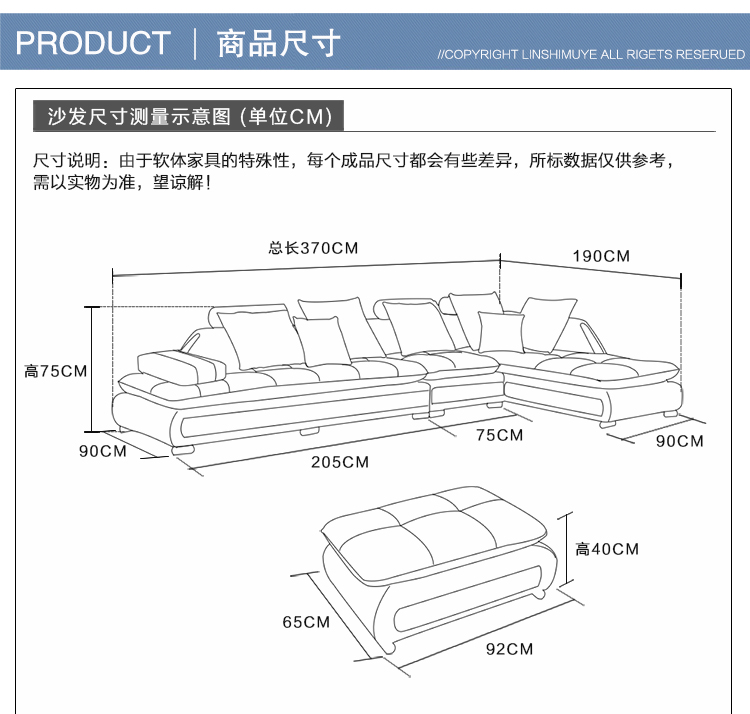 PRODUCT | 商品尺寸
//COPYRIGHT LINSHIMUYE ALL RIGETS RESERUED
沙发尺寸测量示意图 (单位CM)
尺寸说明：由于软体家具的特殊性，每个成品尺寸都会有些差异，所标数据仅供参考，
需以实物为准，望谅解！
总长370CM
190CM
高75CM
90CM
205CM
75CM
90CM
高40CM
65CM
92CM